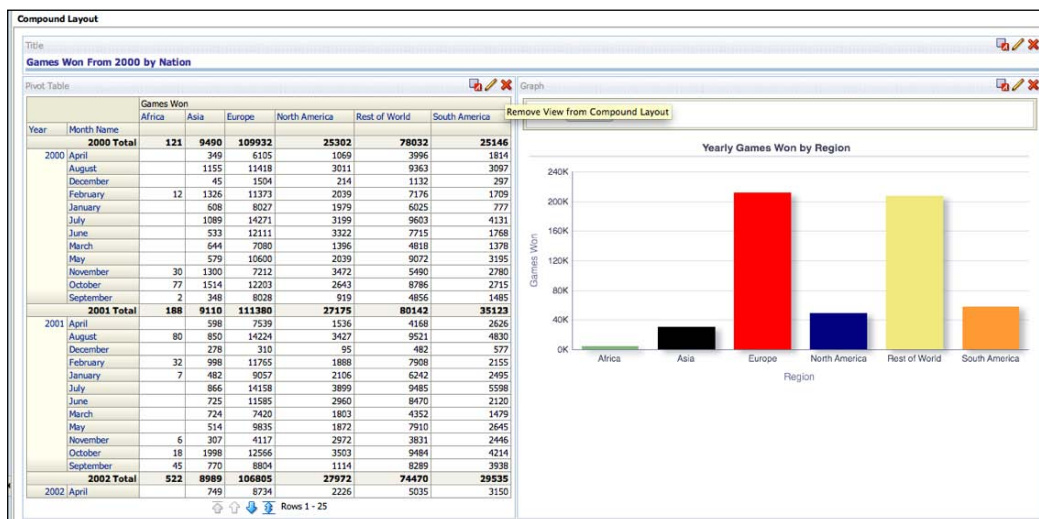 Compound Layout
Title
Games Won From 2000 by Nation
Pivot Table
Games Won
Africa Asia Europe North America Rest of World South America
Year Month Name
2000 Total 121 9490 109932 25302 78032 25146
2000 April 349 6105 1069 3996 1814
August 1155 11418 3011 9363 3097
December 45 1504 214 1132 297
February 12 1326 11373 2039 7176 1709
January 608 8027 1979 6025 777
July 1089 14271 3199 9603 4131
June 533 12111 3322 7715 1768
March 644 7080 1396 4818 1378
May 579 10600 2039 9072 3195
November 30 1300 7212 3472 5490 2780
October 77 1514 12203 2643 8786 2715
September 2 348 8028 919 4856 1485
2001 Total 188 9110 111380 27175 80142 35123
2001 April 598 7539 1536 4168 2626
August 80 850 14224 3427 9521 4830
December 278 310 95 482 577
February 32 998 11765 1888 7908 2155
January 7 482 9057 2106 6242 2495
July 866 14158 3899 9485 5598
June 725 11585 2960 8470 2120
March 724 7420 1803 4352 1479
May 514 9835 1872 7910 2645
November 6 307 4117 2972 3831 2446
October 18 1998 12566 3503 9484 4214
September 45 770 8804 1114 8289 3938
2002 Total 522 8989 106805 27972 74470 29535
2002 April 749 8734 2226 5035 3150
Rows 1 - 25
Graph
Remove View from Compound Layout
Yearly Games Won by Region
240K
200K
160K
120K
80K
40K
0K
Games Won
Africa Asia Europe North America Rest of World South America
Region